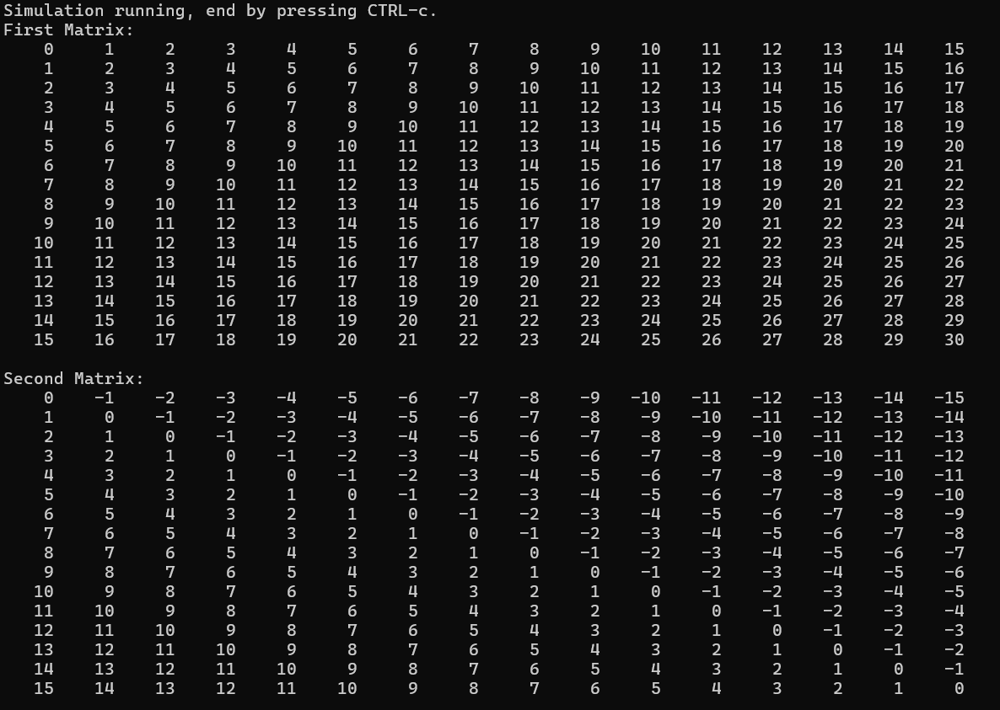 Simulation running, end by pressing CTRL-c.
First Matrix:
0 1 2 3 4 5 6 7 8 9 10 11 12 13 14 15
1 2 3 4 5 6 7 8 9 10 11 12 13 14 15 16
2 3 4 5 6 7 8 9 10 11 12 13 14 15 16 17
3 4 5 6 7 8 9 10 11 12 13 14 15 16 17 18
4 5 6 7 8 9 10 11 12 13 14 15 16 17 18 19
5 6 7 8 9 10 11 12 13 14 15 16 17 18 19 20
6 7 8 9 10 11 12 13 14 15 16 17 18 19 20 21
7 8 9 10 11 12 13 14 15 16 17 18 19 20 21 22
8 9 10 11 12 13 14 15 16 17 18 19 20 21 22 23
9 10 11 12 13 14 15 16 17 18 19 20 21 22 23 24
10 11 12 13 14 15 16 17 18 19 20 21 22 23 24 25
11 12 13 14 15 16 17 18 19 20 21 22 23 24 25 26
12 13 14 15 16 17 18 19 20 21 22 23 24 25 26 27
13 14 15 16 17 18 19 20 21 22 23 24 25 26 27 28
14 15 16 17 18 19 20 21 22 23 24 25 26 27 28 29
15 16 17 18 19 20 21 22 23 24 25 26 27 28 29 30
Second Matrix:
0 -1 -2 -3 -4 -5 -6 -7 -8 -9 -10 -11 -12 -13 -14 -15
1 0 -1 -2 -3 -4 -5 -6 -7 -8 -9 -10 -11 -12 -13 -14
2 1 0 -1 -2 -3 -4 -5 -6 -7 -8 -9 -10 -11 -12 -13
3 2 1 0 -1 -2 -3 -4 -5 -6 -7 -8 -9 -10 -11 -12
4 3 2 1 0 -1 -2 -3 -4 -5 -6 -7 -8 -9 -10 -11
5 4 3 2 1 0 -1 -2 -3 -4 -5 -6 -7 -8 -9 -10
6 5 4 3 2 1 0 -1 -2 -3 -4 -5 -6 -7 -8 -9
7 6 5 4 3 2 1 0 -1 -2 -3 -4 -5 -6 -7 -8
8 7 6 5 4 3 2 1 0 -1 -2 -3 -4 -5 -6 -7
9 8 7 6 5 4 3 2 1 0 -1 -2 -3 -4 -5 -6
10 9 8 7 6 5 4 3 2 1 0 -1 -2 -3 -4 -5
11 10 9 8 7 6 5 4 3 2 1 0 -1 -2 -3 -4
12 11 10 9 8 7 6 5 4 3 2 1 0 -1 -2 -3
13 12 11 10 9 8 7 6 5 4 3 2 1 0 -1 -2
14 13 12 11 10 9 8 7 6 5 4 3 2 1 0 -1
15 14 13 12 11 10 9 8 7 6 5 4 3 2 1 0